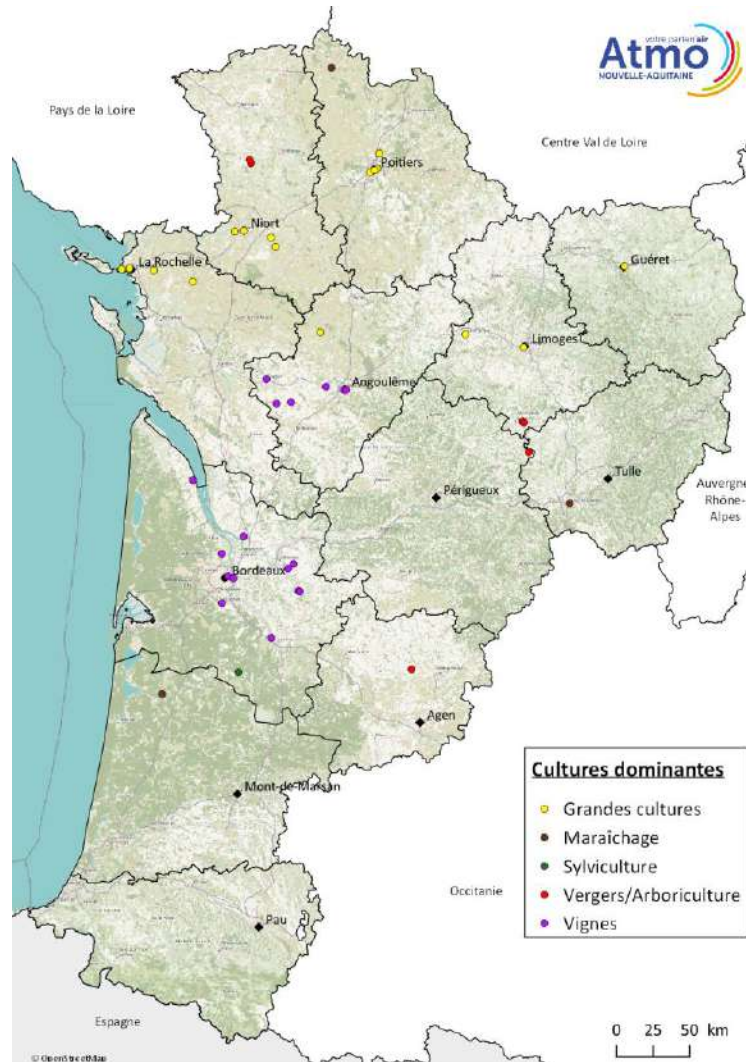 votre parten'air
Atmo
NOUVELLE-AQUITAINE
Pays de la Loire
Centre Val de Loire
Poitiers
Niort
La Rochelle
Guéret
Limoges
Angoulême
Tulle
Périgueux
Auvergne
Rhône-
Alpes
Bordeaux
Agen
Mont-de-Marsan
Cultures dominantes
Grandes cultures
Maraîchage
Sylviculture
Vergers/Arboriculture
Vignes
Occitanie
Pau
Espagne
0 25 50 km
© OpenStreetMap